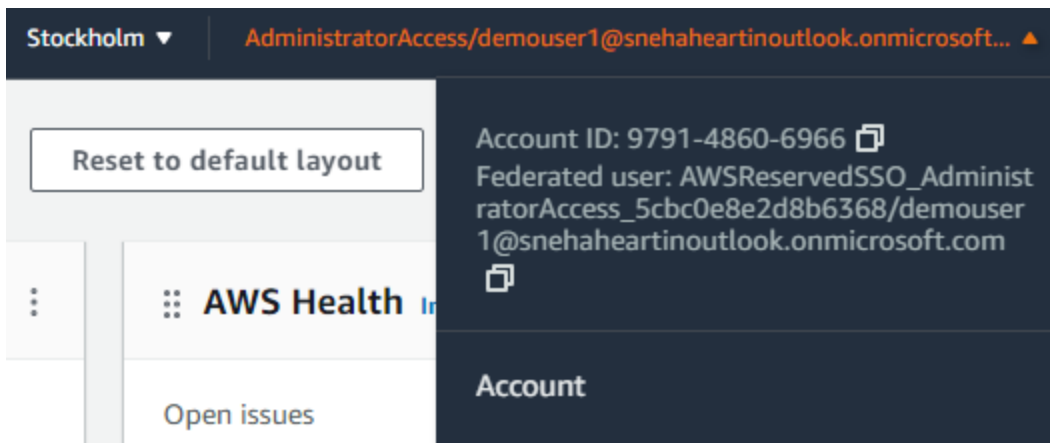 Stockholm ▼
AdministratorAccess/demouser1@snehaheartinoutlook.onmicrosoft... ▲
Reset to default layout
Account ID: 9791-4860-6966
Federated user: AWSReservedSSO_Administ
ratorAccess_5cbc0e8e2d8b6368/demouser
1@snehaheartinoutlook.onmicrosoft.com
AWS Health
Open issues
Account